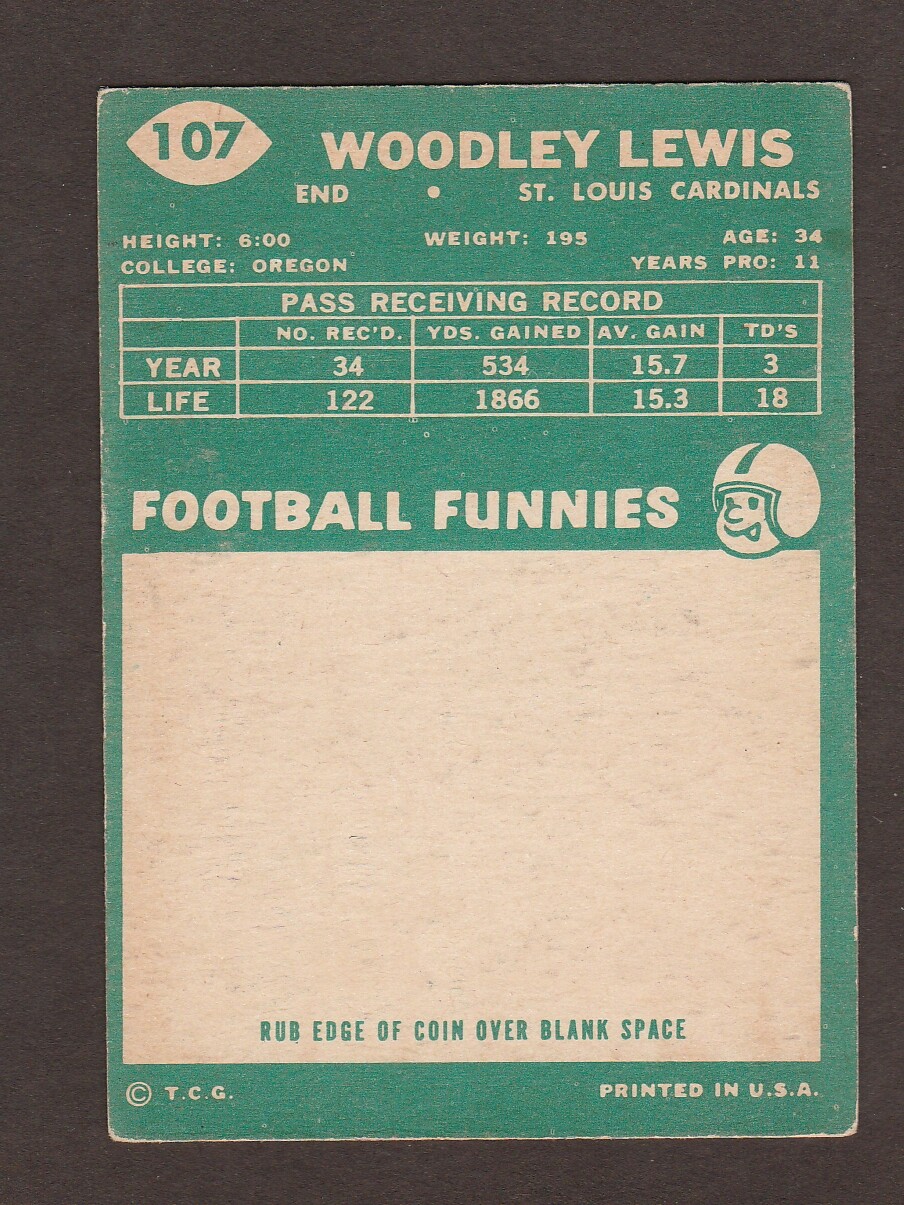 107
WOODLEY LEWIS
END • ST. LOUIS CARDINALS
HEIGHT: 6:00 WEIGHT: 195 AGE: 34
COLLEGE: OREGON YEARS PRO: 11
PASS RECEIVING RECORD
NO. REC'D. YDS. GAINED AV. GAIN TD'S
YEAR 34 534 15.7 3
LIFE 122 1866 15.3 18
FOOTBALL FUNNIES
RUB EDGE OF COIN OVER BLANK SPACE
© T.C.G. PRINTED IN U.S.A.